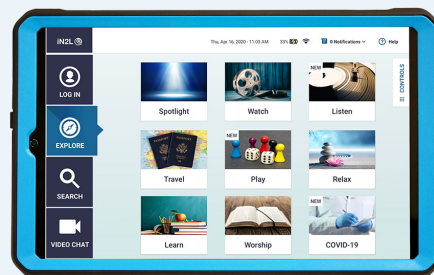 iN2L
Thu, Apr 16, 2020 - 11:03 AM 33% 0 Notifications Help
LOG IN
EXPLORE
SEARCH
VIDEO CHAT
CONTROLS
Spotlight
Watch
NEW
Listen
Travel
NEW
Play
Relax
Learn
Worship
NEW
COVID-19